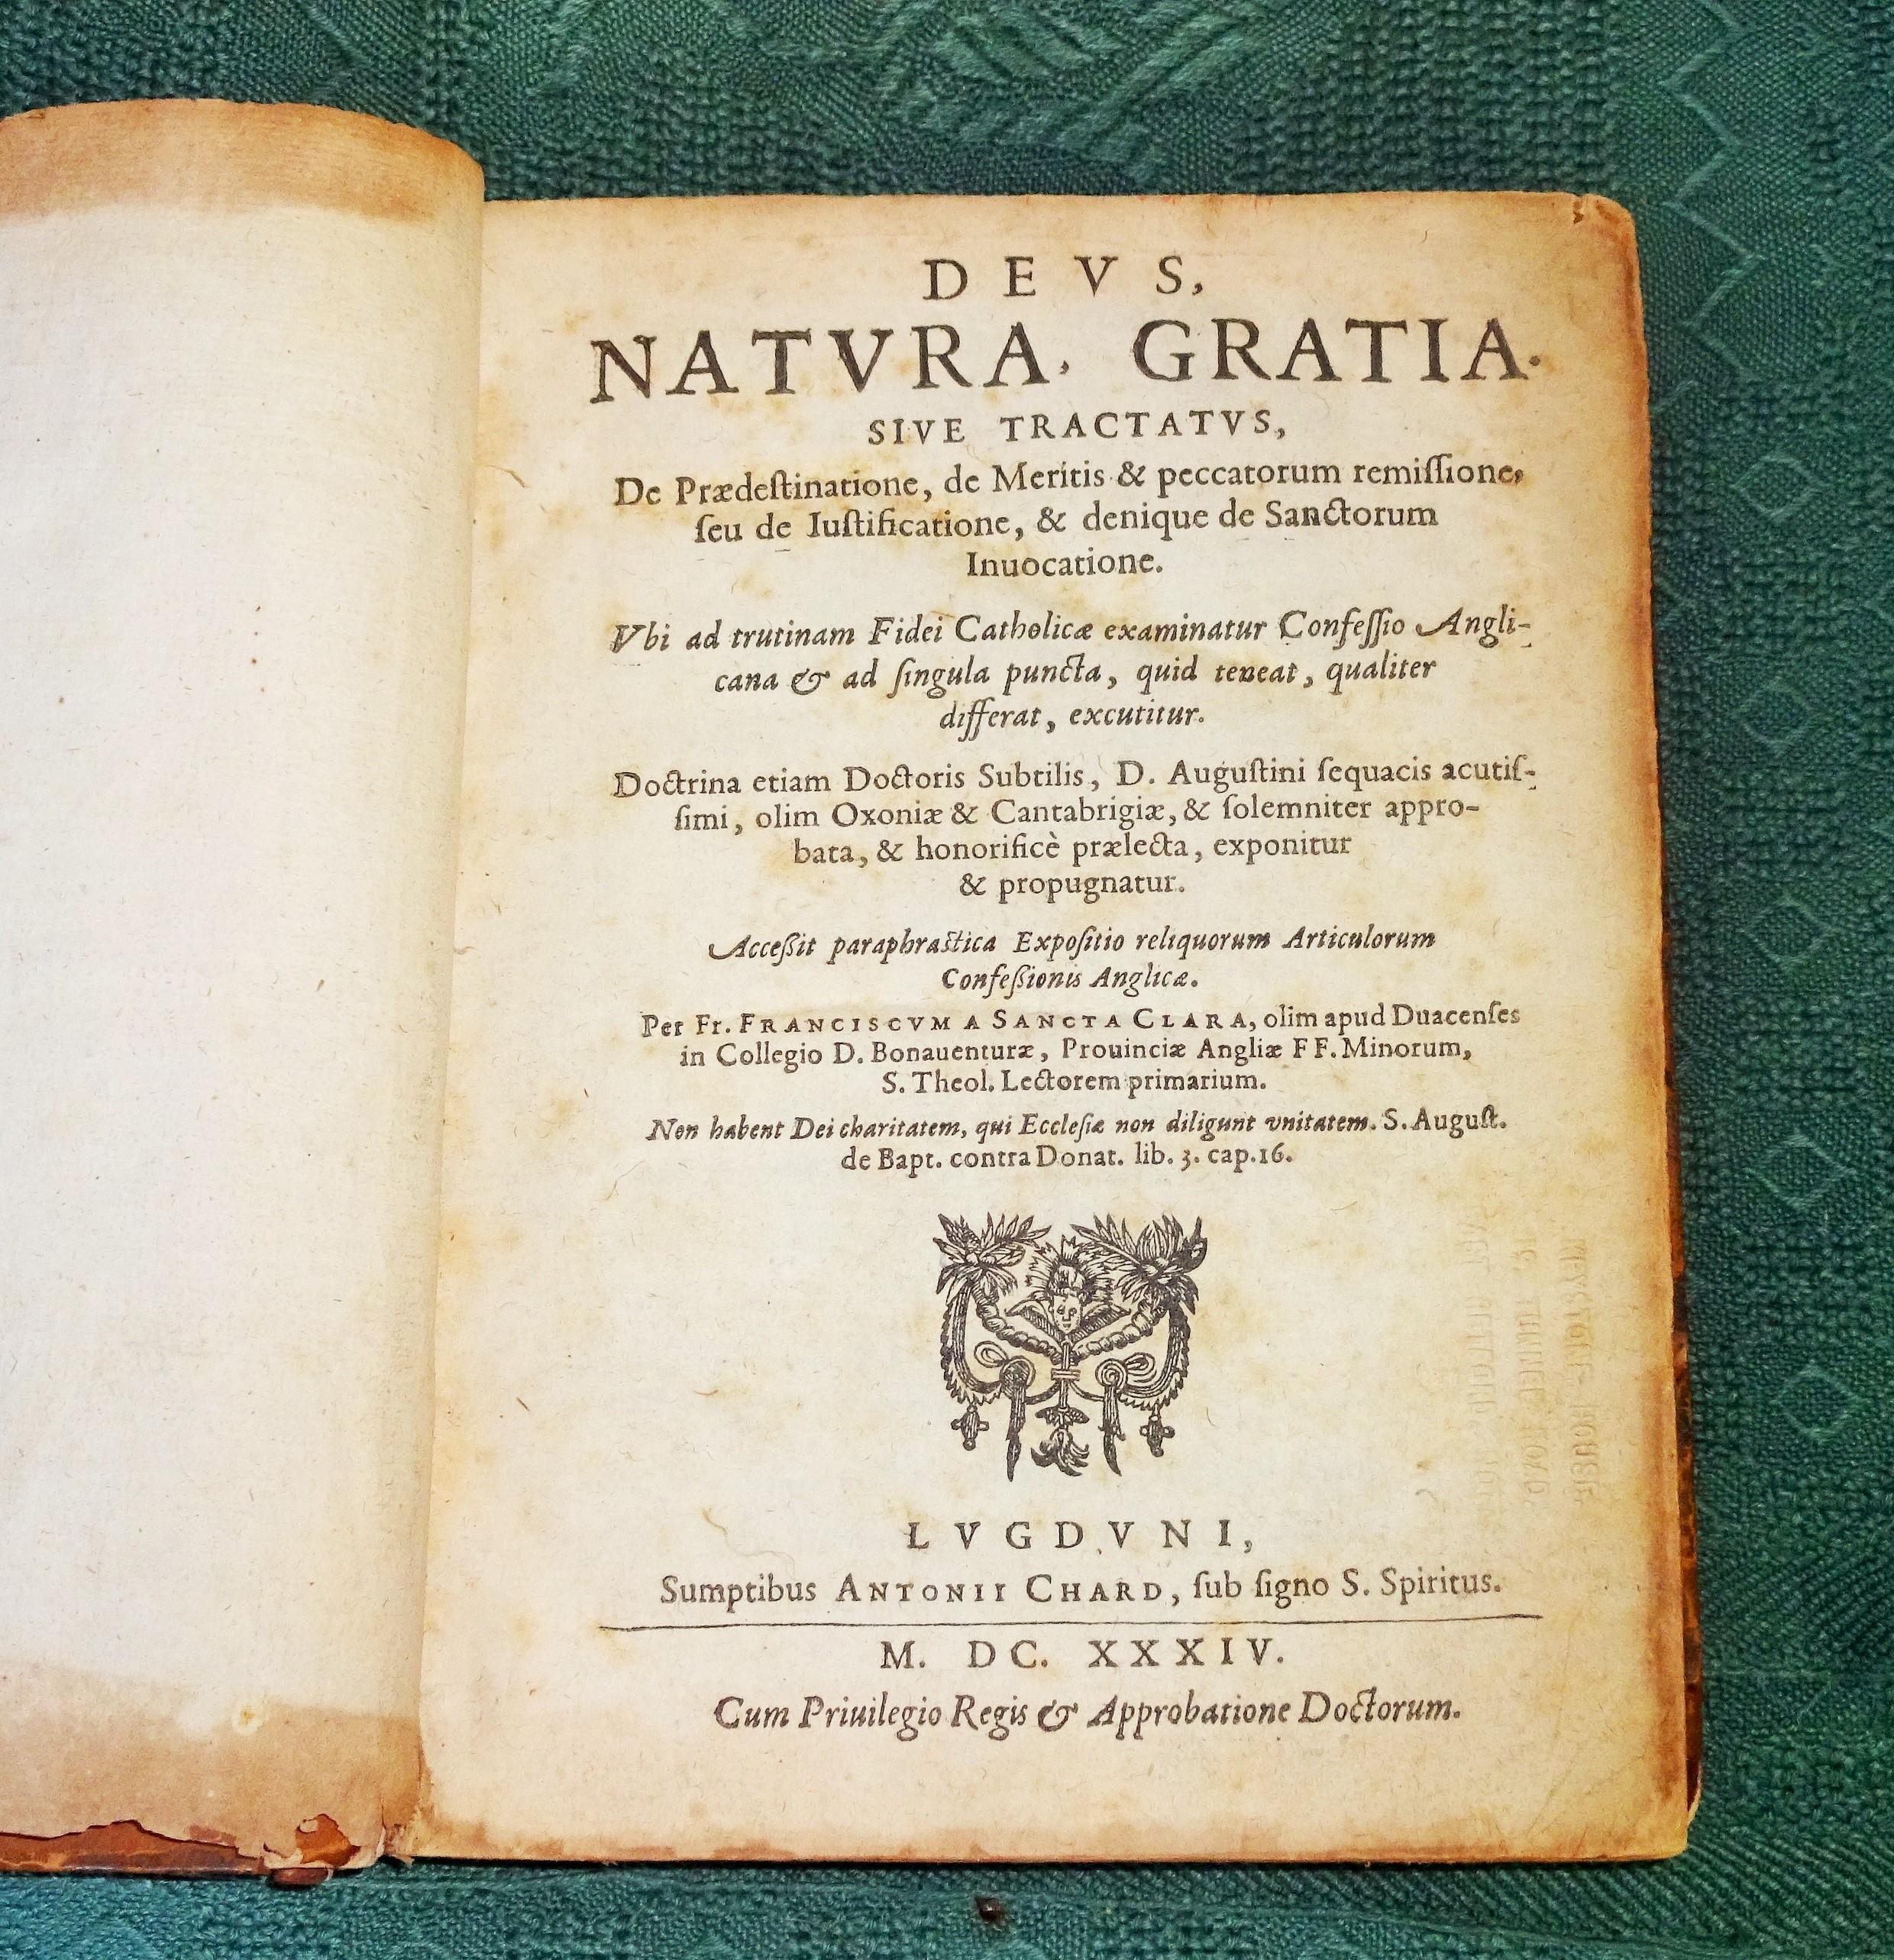 DEVS,
NATVRA, GRATIA.
SIVE TRACTATVS,
De Prædeſtinatione, de Meritis & peccatorum remiſſione,
ſeu de Iuſtificatione, & denique de Sanctorum
Inuocatione.
Vbi ad trutinam Fidei Catholicæ examinatur Confeſſio Angli-
cana & ad ſingula puncta, quid teneat, qualiter
differat, excutitur.
Doctrina etiam Doctoris Subtilis, D. Auguſtini ſequacis acutiſ-
ſimi, olim Oxoniæ & Cantabrigiæ, & ſolemniter appro-
bata, & honorificè prælecta, exponitur
& propugnatur.
Acceßit paraphraſtica Expoſitio reliquorum Articulorum
Confeßionis Anglicæ.
Per Fr. FRANCISCVM A SANCTA CLARA, olim apud Duacenſes
in Collegio D. Bonauenturæ, Prouinciæ Angliæ FF. Minorum,
S. Theol. Lectorem primarium.
Non habent Dei charitatem, qui Eccleſiæ non diligunt vnitatem. S. Auguſt.
de Bapt. contra Donat. lib. 3. cap.16.
LVGDVNI,
Sumptibus ANTONII CHARD, ſub ſigno S. Spiritus.
M. DC. XXXIV.
Cum Priuilegio Regis & Approbatione Doctorum.